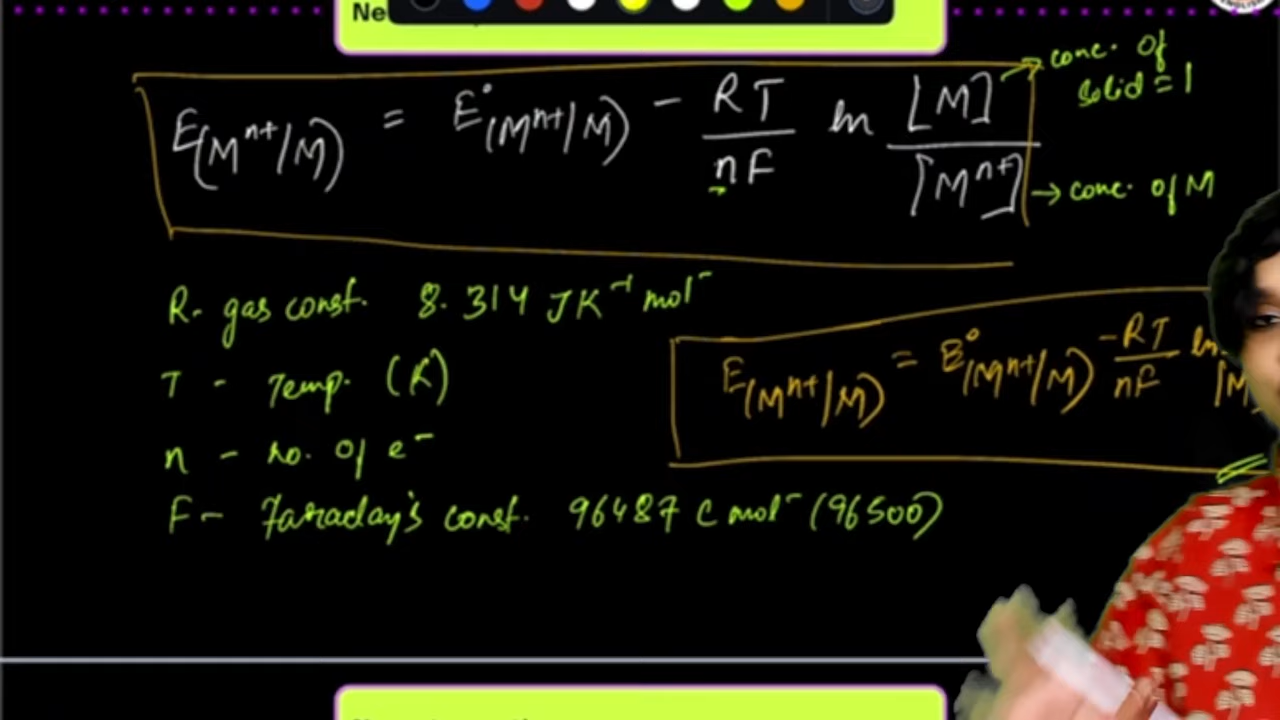 Ne
E(Mⁿ⁺/M) = E°(Mⁿ⁺/M) - RT/nF ln [M]/[Mⁿ⁺]
→ conc. of solid = 1
→ conc. of M
R- gas const. 8.314 JK⁻¹ mol⁻
T - Temp. (K)
E(Mⁿ⁺/M) = E°(Mⁿ⁺/M) -RT/nF ln [M
n - no. of e⁻
F- Faraday's const. 96487 C mol⁻ (96500)